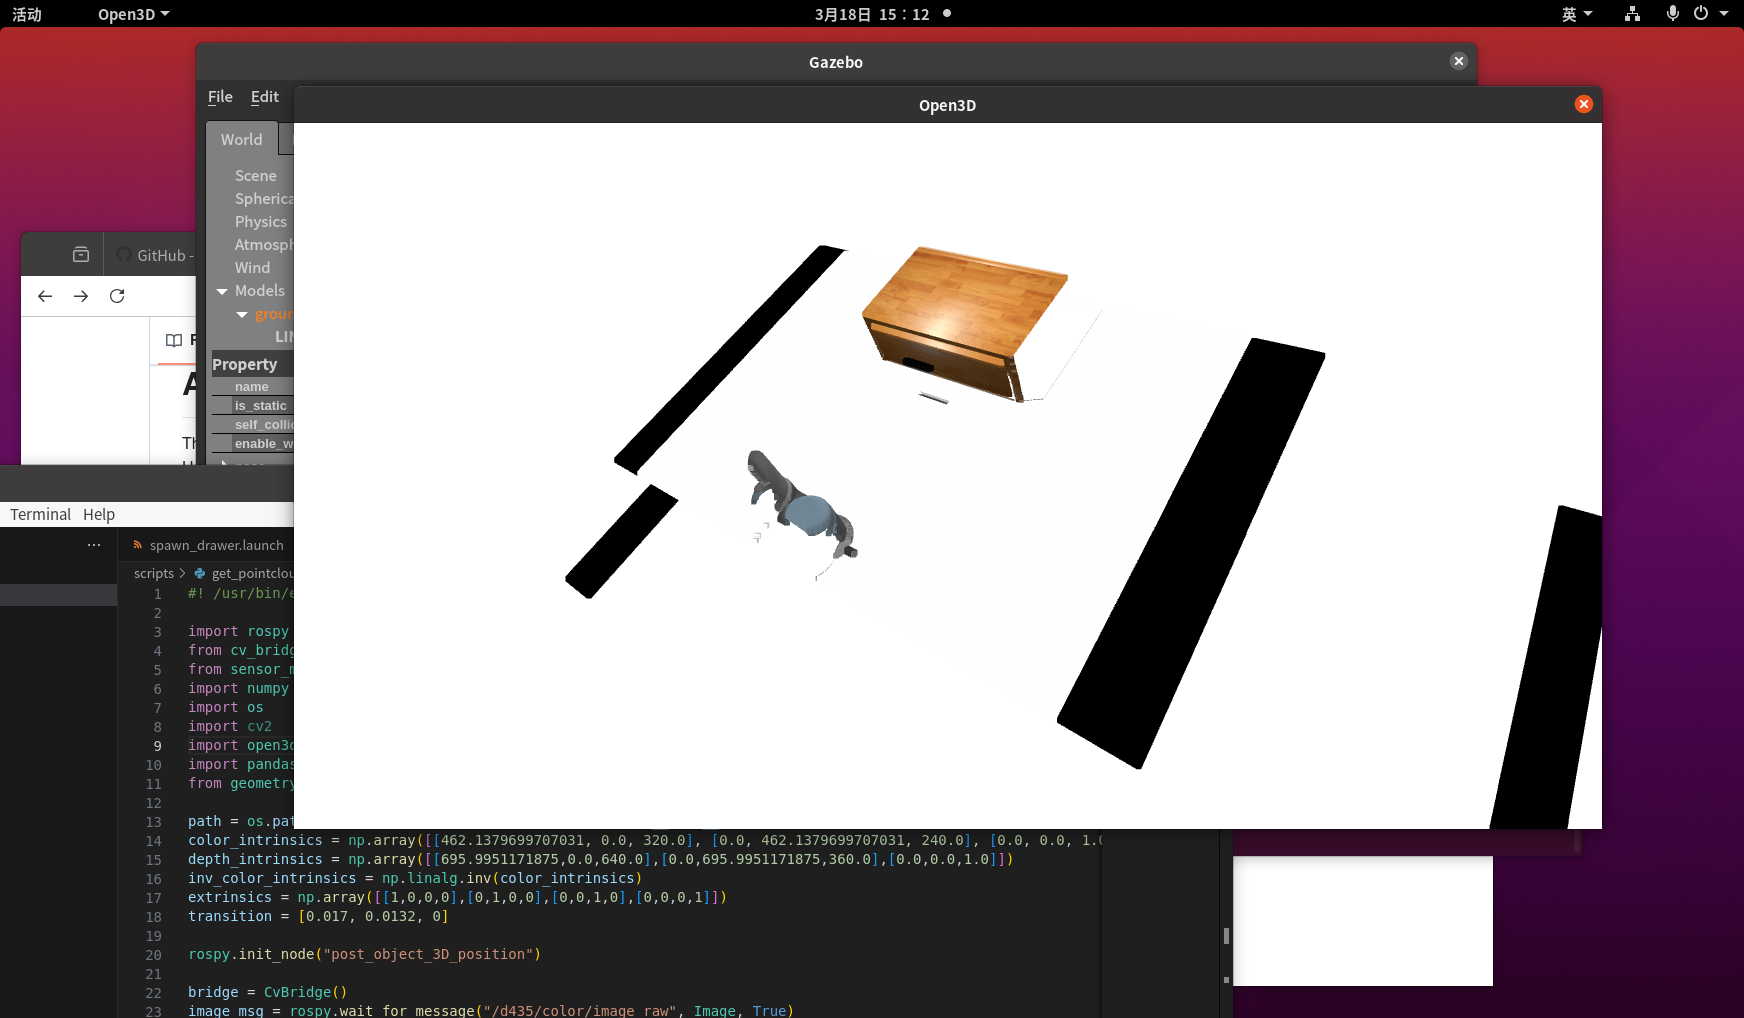 活动
Open3D
3月18日 15：12
英
Gazebo
File Edit
Open3D
World
Scene
Spherica
Physics
Atmosph
Wind
Models
groun
LIN
Property
name
is_static
self_collid
enable_w
GitHub -
Th
Terminal Help
...
spawn_drawer.launch
scripts > get_pointclou
1 #! /usr/bin/e
2
3 import rospy
4 from cv_bridg
5 from sensor_m
6 import numpy
7 import os
8 import cv2
9 import open3d
10 import pandas
11 from geometry
12
13 path = os.pat
14 color_intrinsics = np.array([[462.1379699707031, 0.0, 320.0], [0.0, 462.1379699707031, 240.0], [0.0, 0.0, 1.0
15 depth_intrinsics = np.array([[695.9951171875,0.0,640.0],[0.0,695.9951171875,360.0],[0.0,0.0,1.0]])
16 inv_color_intrinsics = np.linalg.inv(color_intrinsics)
17 extrinsics = np.array([[1,0,0,0],[0,1,0,0],[0,0,1,0],[0,0,0,1]])
18 transition = [0.017, 0.0132, 0]
19
20 rospy.init_node("post_object_3D_position")
21
22 bridge = CvBridge()
23 image_msg = rospy.wait_for_message("/d435/color/image_raw", Image, True)